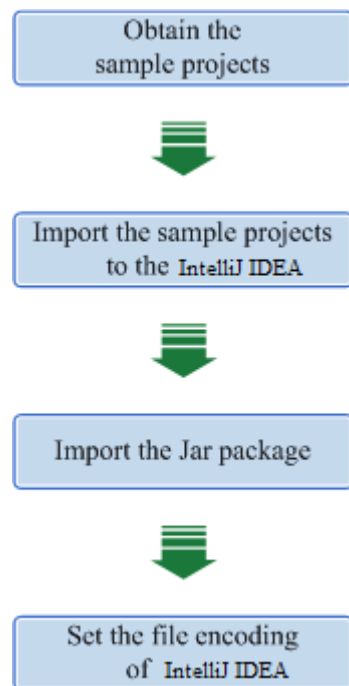 Obtain the
sample projects
Import the sample projects
to the IntelliJ IDEA
Import the Jar package
Set the file encoding
of IntelliJ IDEA